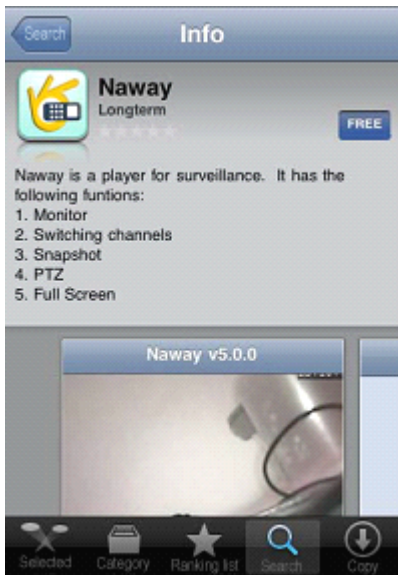 Search
Info
Naway
Longterm
FREE
Naway is a player for surveillance. It has the
following funtions:
1. Monitor
2. Switching channels
3. Snapshot
4. PTZ
5. Full Screen
Naway v5.0.0
Selected
Category
Ranking list
Search
Copy